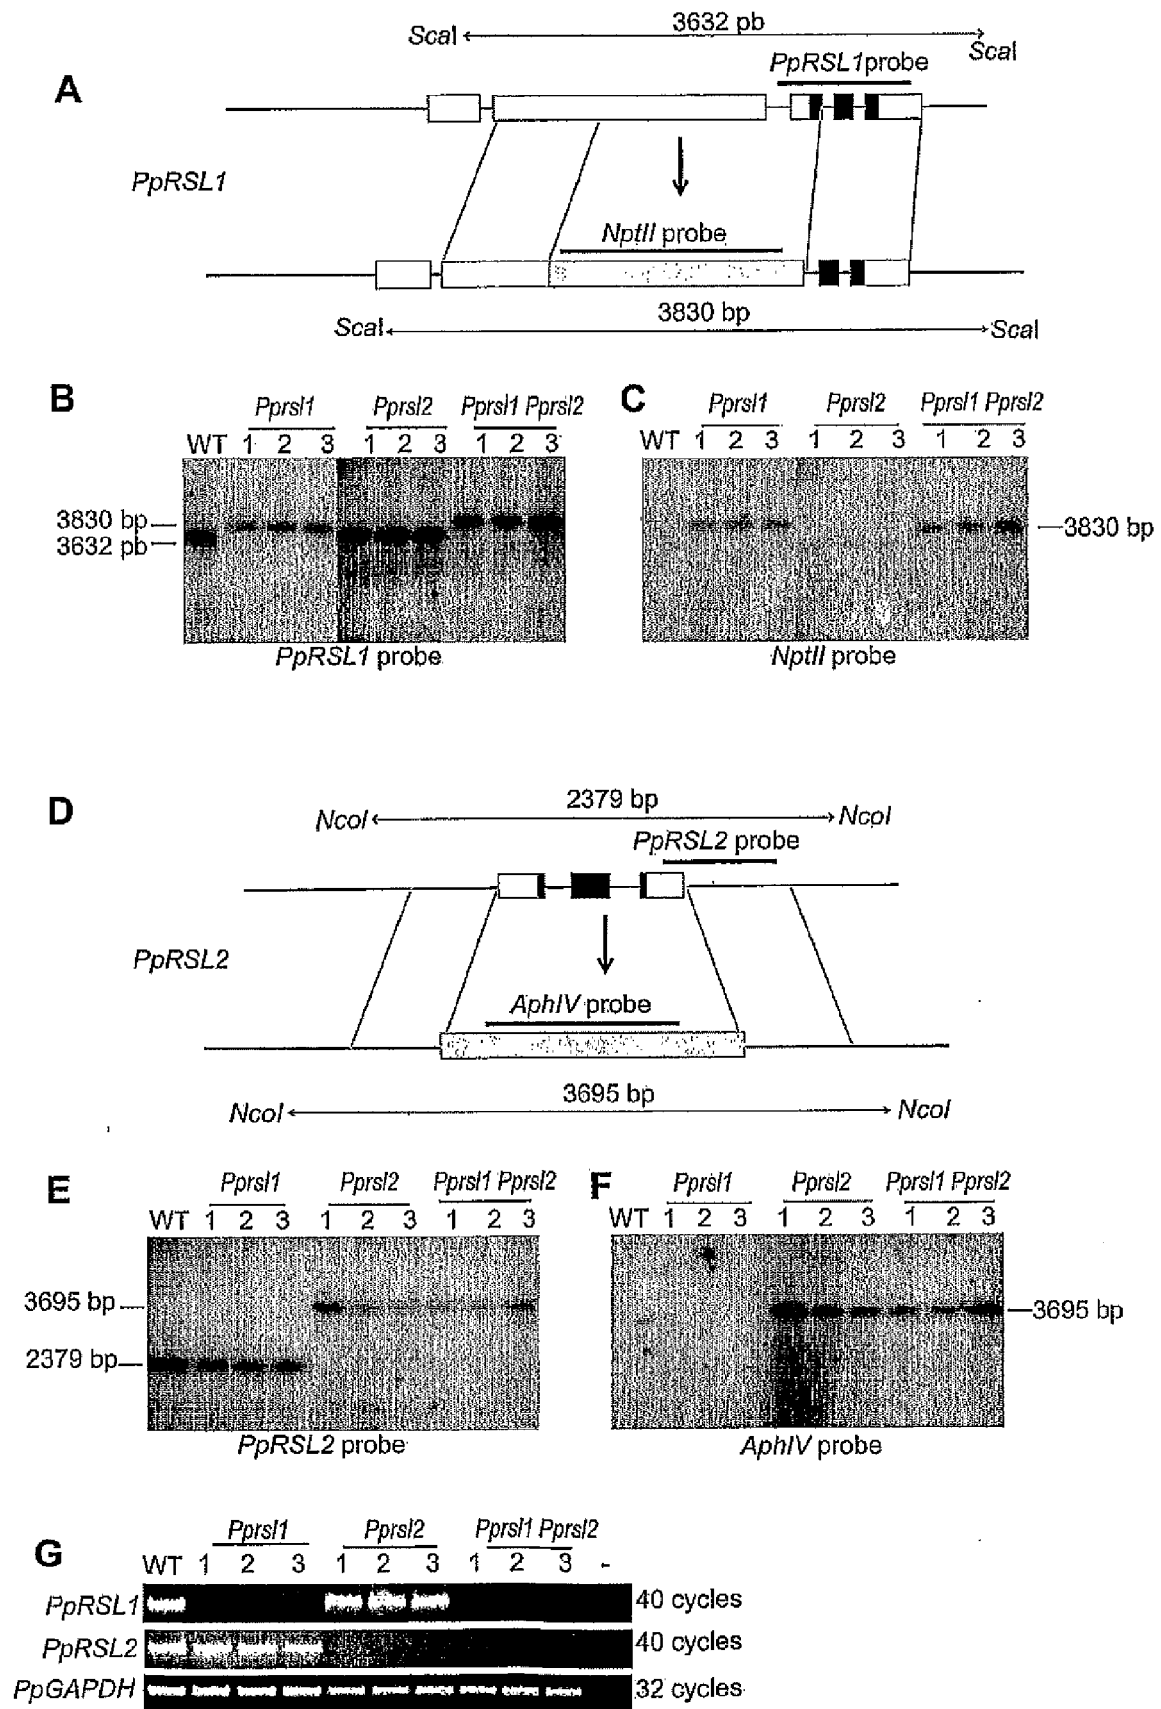 3632 pb
ScaI
ScaI
A
PpRSL1 probe
PpRSL1
NptII probe
3830 bp
ScaI
ScaI
B
Pprsl1 Pprsl2 Pprsl1 Pprsl2
WT 1 2 3 1 2 3 1 2 3
3830 bp
3632 pb
PpRSL1 probe
C
Pprsl1 Pprsl2 Pprsl1 Pprsl2
WT 1 2 3 1 2 3 1 2 3
3830 bp
NptII probe
D
2379 bp
NcoI
NcoI
PpRSL2 probe
PpRSL2
AphIV probe
3695 bp
NcoI
NcoI
E
Pprsl1 Pprsl2 Pprsl1 Pprsl2
WT 1 2 3 1 2 3 1 2 3
3695 bp
2379 bp
PpRSL2 probe
F
Pprsl1 Pprsl2 Pprsl1 Pprsl2
WT 1 2 3 1 2 3 1 2 3
3695 bp
AphIV probe
G
Pprsl1 Pprsl2 Pprsl1 Pprsl2
WT 1 2 3 1 2 3 1 2 3 -
PpRSL1 40 cycles
PpRSL2 40 cycles
PpGAPDH 32 cycles